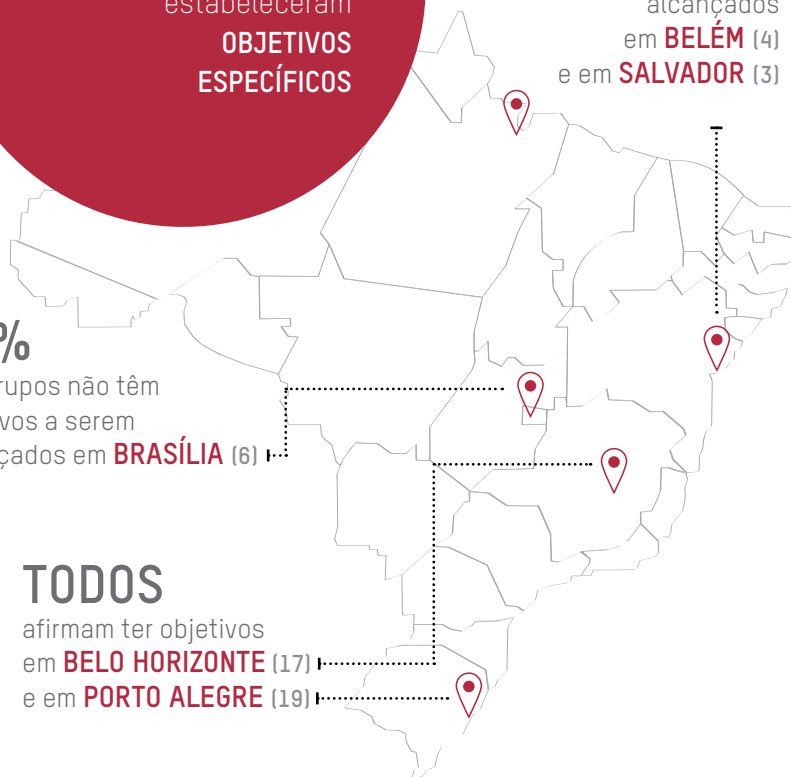 estabeleceram
OBJETIVOS
ESPECÍFICOS
alcançados
em BELÉM (4)
e em SALVADOR (3)
%
rupos não têm
vos a serem
çados em BRASÍLIA (6)
TODOS
afirmam ter objetivos
em BELO HORIZONTE (17)
e em PORTO ALEGRE (19)